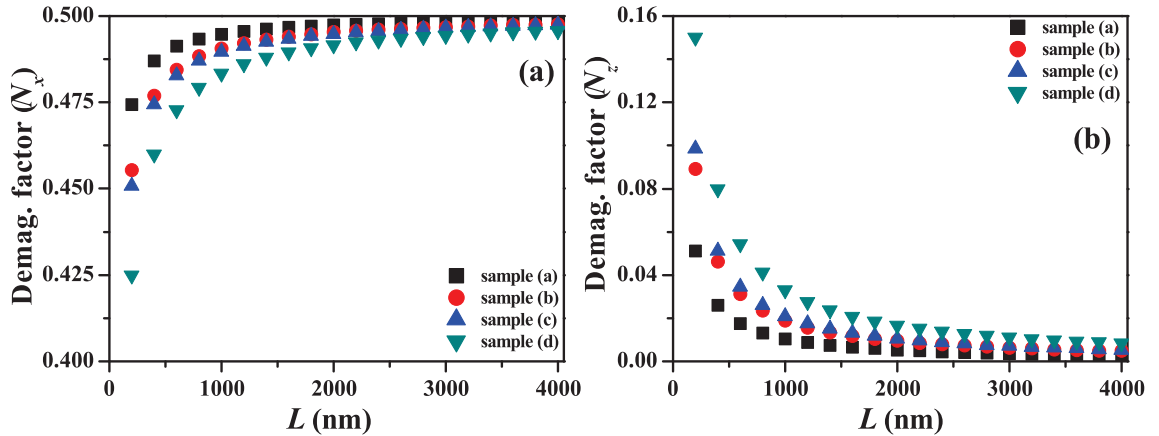 0.500
0.475
0.450
0.425
0.400
Demag. factor (Nx)
(a)
sample (a)
sample (b)
sample (c)
sample (d)
0 1000 2000 3000 4000
L (nm)
0.16
0.12
0.08
0.04
0.00
Demag. factor (Nz)
sample (a)
sample (b)
sample (c)
sample (d)
(b)
0 1000 2000 3000 4000
L (nm)